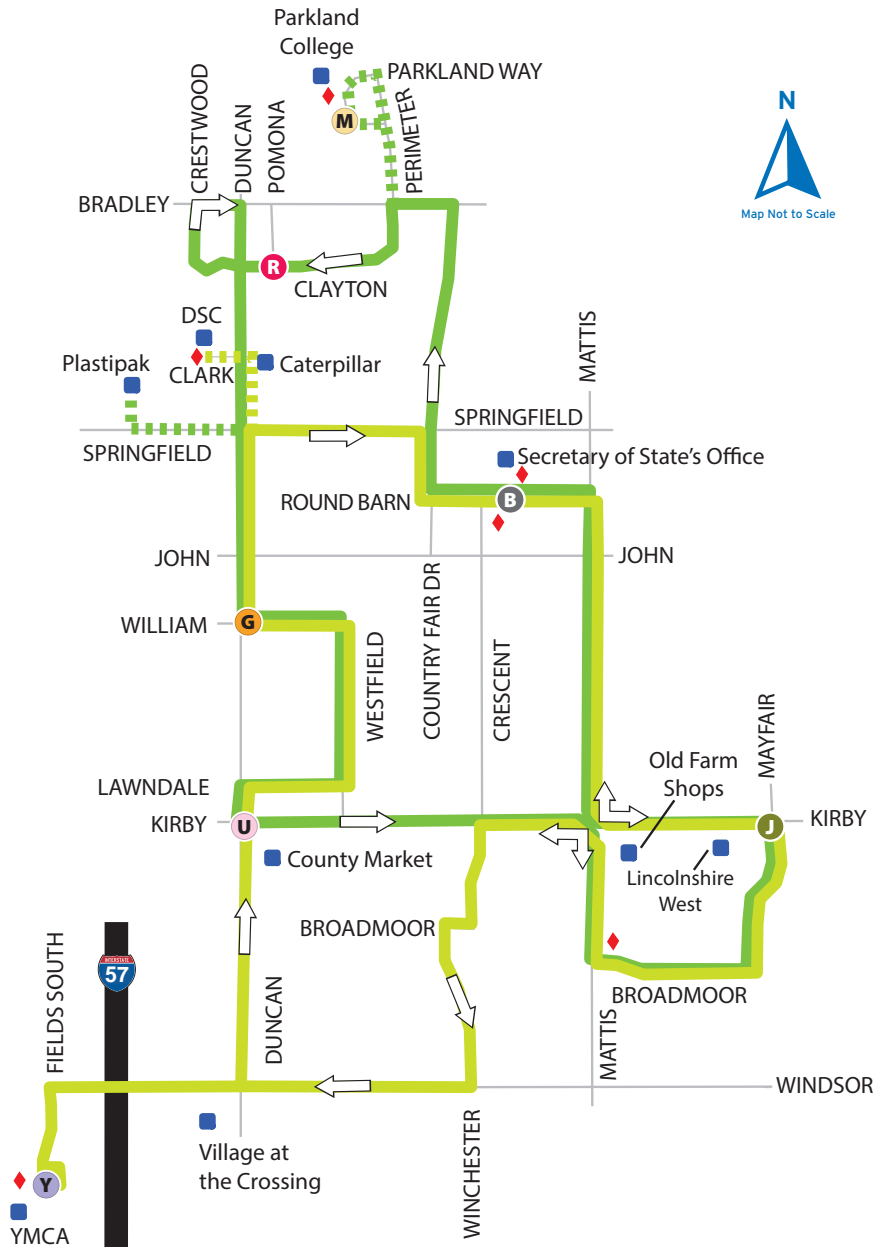 Parkland
College
PARKLAND WAY
M
N
Map Not to Scale
CRESTWOOD
DUNCAN
POMONA
PERIMETER
BRADLEY
R
CLAYTON
DSC
Plastipak
CLARK
Caterpillar
MATTIS
SPRINGFIELD
SPRINGFIELD
Secretary of State's Office
ROUND BARN
B
JOHN
JOHN
COUNTRY FAIR DR
CRESCENT
WILLIAM
G
WESTFIELD
MAYFAIR
Old Farm
Shops
LAWNDALE
KIRBY
U
J
KIRBY
County Market
Lincolnshire
West
BROADMOOR
FIELDS SOUTH
INTERSTATE
57
DUNCAN
BROADMOOR
MATTIS
WINDSOR
Village at
the Crossing
WINCHESTER
Y
YMCA